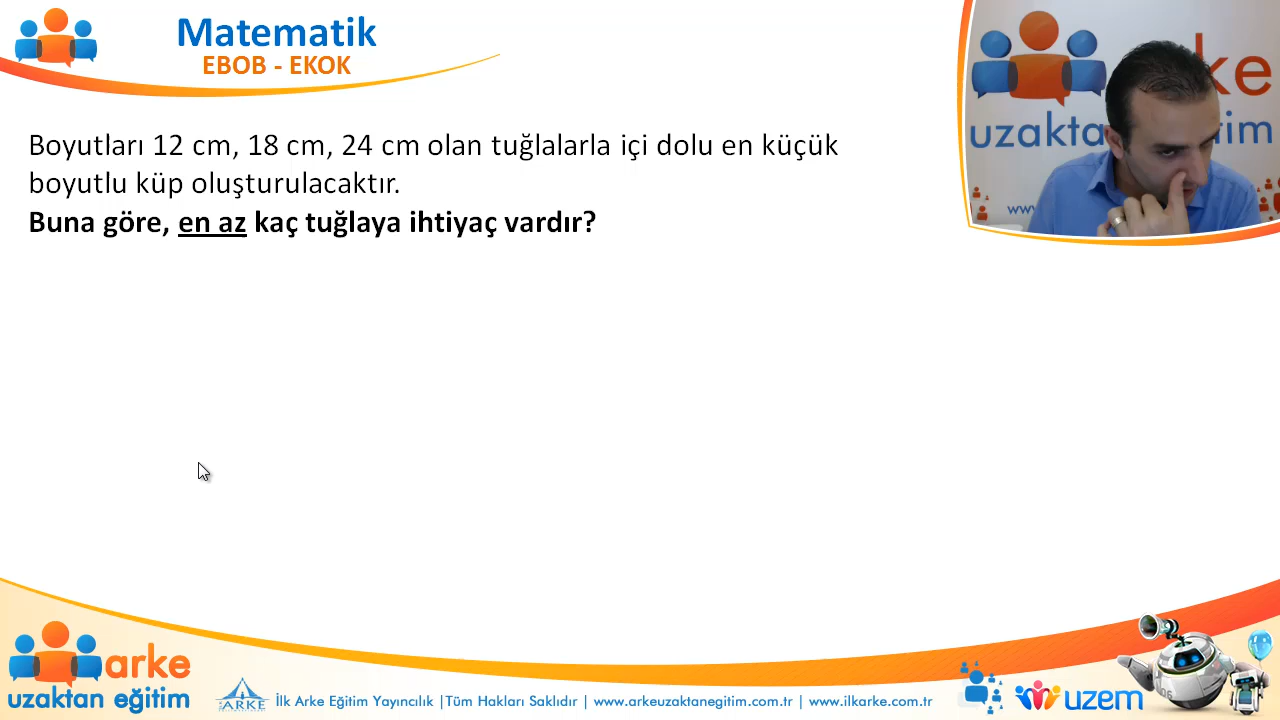 Matematik
EBOB - EKOK
Boyutları 12 cm, 18 cm, 24 cm olan tuğlalarla içi dolu en küçük
boyutlu küp oluşturulacaktır.
Buna göre, en az kaç tuğlaya ihtiyaç vardır?
arke
uzaktan eğitim
ARKE
İlk Arke Eğitim Yayıncılık |Tüm Hakları Saklıdır | www.arkeuzaktanegitim.com.tr | www.ilkarke.com.tr
uzem